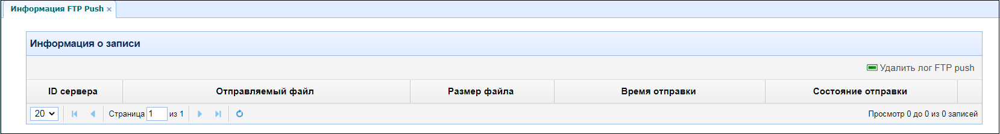 Информация FTP Push ×
Информация о записи
Удалить лог FTP push
ID сервера Отправляемый файл Размер файла Время отправки Состояние отправки
20 Страница 1 из 1 Просмотр 0 до 0 из 0 записей